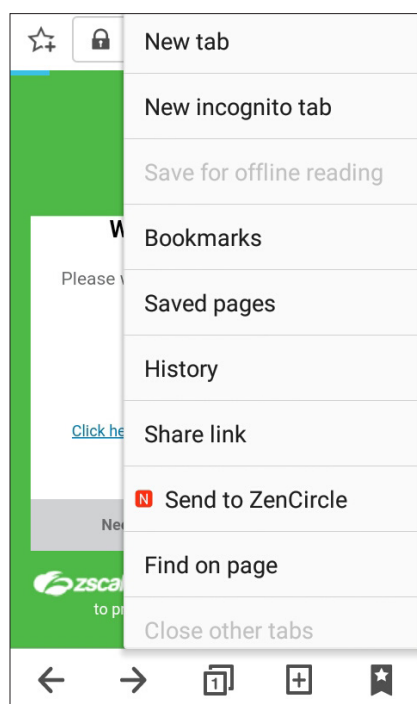 New tab
New incognito tab
Save for offline reading
Bookmarks
Saved pages
History
Share link
N Send to ZenCircle
Find on page
Close other tabs
W
Please
Click he
Nee
zscal
to pr
1